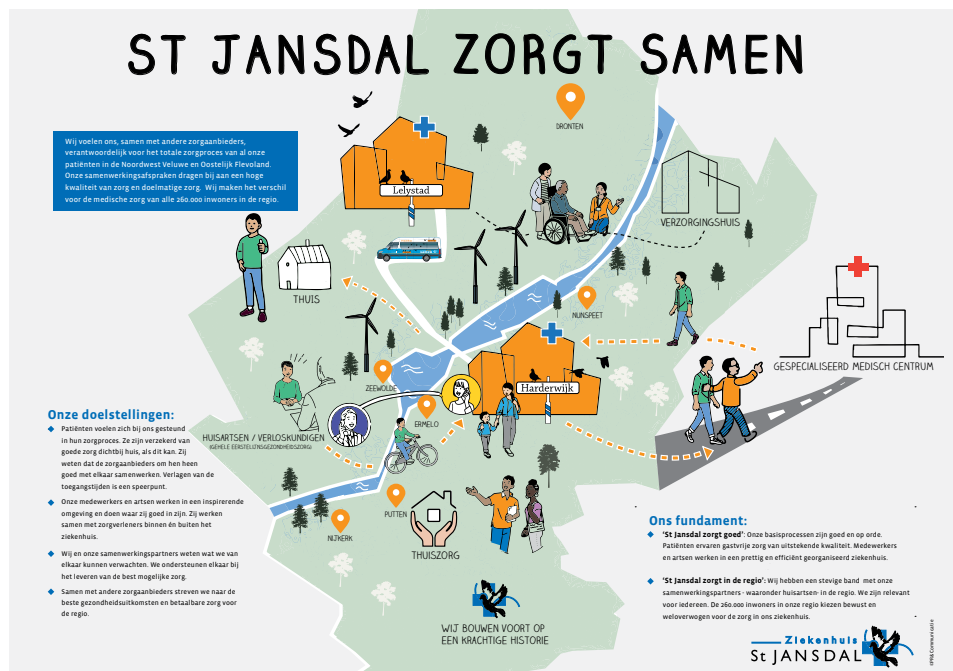 ST JANSDAL ZORGT SAMEN
DRONTEN
Wij voelen ons, samen met andere zorgaanbieders,
verantwoordelijk voor het totale zorgproces van al onze
patiënten in de Noordwest Veluwe en Oostelijk Flevoland.
Onze samenwerkingsafspraken dragen bij aan een hoge
kwaliteit van zorg en doelmatige zorg. Wij maken het verschil
voor de medische zorg van alle 260.000 inwoners in de regio.
Lelystad
VERZORGINGSHUIS
THUIS
NUNSPEET
GESPECIALISEERD MEDISCH CENTRUM
ZEEWOLDE
Harderwijk
ERMELO
HUISARTSEN / VERLOSKUNDIGEN
(GEHELE EERSTELIJNSGEZONDHEIDSZORG)
Onze doelstellingen:
Patiënten voelen zich bij ons gesteund
in hun zorgproces. Ze zijn verzekerd van
goede zorg dichtbij huis, als dit kan. Zij
weten dat de zorgaanbieders om hen heen
goed met elkaar samenwerken. Verlagen van de
toegangstijden is een speerpunt.
Onze medewerkers en artsen werken in een inspirerende
omgeving en doen waar zij goed in zijn. Zij werken
samen met zorgverleners binnen én buiten het
ziekenhuis.
Wij en onze samenwerkingspartners weten wat we van
elkaar kunnen verwachten. We ondersteunen elkaar bij
het leveren van de best mogelijke zorg.
Samen met andere zorgaanbieders streven we naar de
beste gezondheidsuitkomsten en betaalbare zorg voor
de regio.
PUTTEN
NIJKERK
THUISZORG
WIJ BOUWEN VOORT OP
EEN KRACHTIGE HISTORIE
Ons fundament:
'St Jansdal zorgt goed': Onze basisprocessen zijn goed en op orde.
Patiënten ervaren gastvrije zorg van uitstekende kwaliteit. Medewerkers
en artsen werken in een prettig en efficiënt georganiseerd ziekenhuis.
'St Jansdal zorgt in de regio': Wij hebben een stevige band met onze
samenwerkingspartners - waaronder huisartsen- in de regio. We zijn relevant
voor iedereen. De 260.000 inwoners in onze regio kiezen bewust en
weloverwogen voor de zorg in ons ziekenhuis.
Ziekenhuis
St JANSDAL